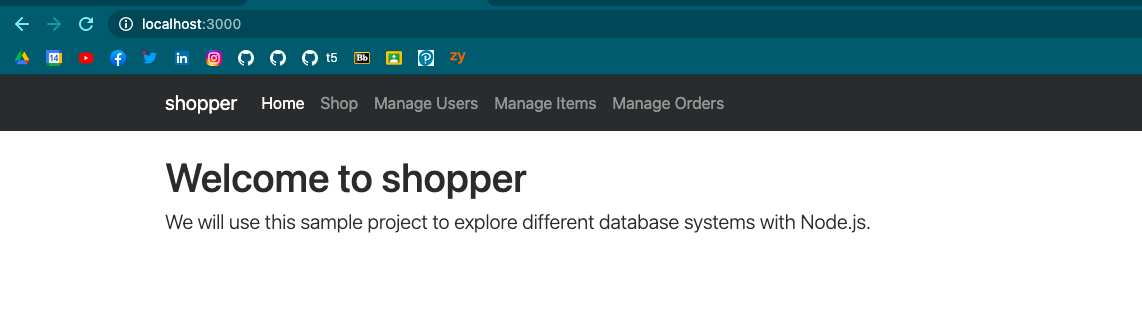 localhost:3000
14 in t5 Bb zy
shopper Home Shop Manage Users Manage Items Manage Orders
Welcome to shopper
We will use this sample project to explore different database systems with Node.js.